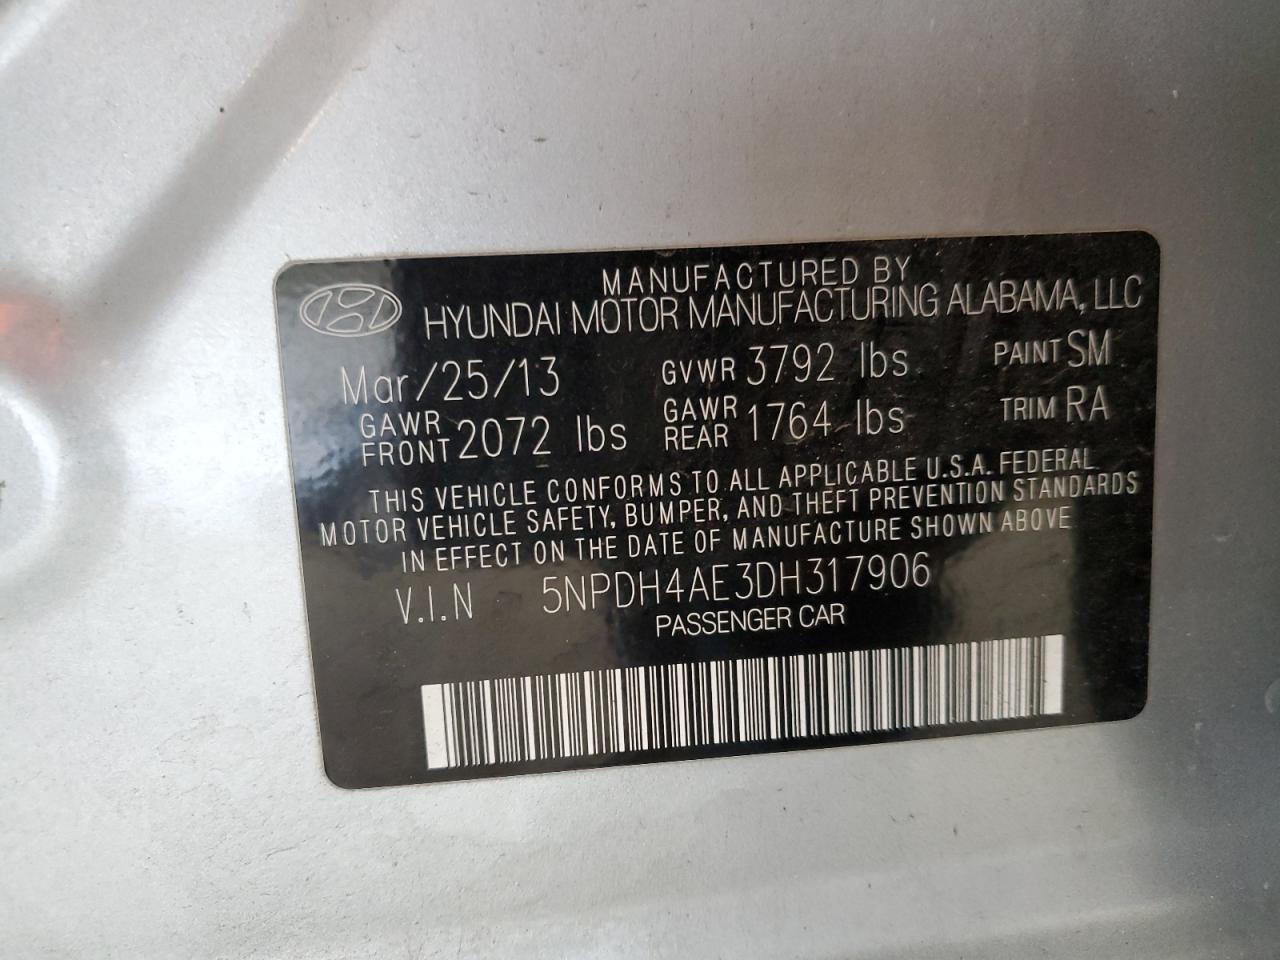 MANUFACTURED BY
HYUNDAI MOTOR MANUFACTURING ALABAMA, LLC
Mar/25/13 GVWR 3792 lbs PAINT SM
GAWR FRONT 2072 lbs GAWR REAR 1764 lbs TRIM RA
THIS VEHICLE CONFORMS TO ALL APPLICABLE U.S.A. FEDERAL
MOTOR VEHICLE SAFETY, BUMPER, AND THEFT PREVENTION STANDARDS
IN EFFECT ON THE DATE OF MANUFACTURE SHOWN ABOVE
V.I.N 5NPDH4AE3DH317906
PASSENGER CAR